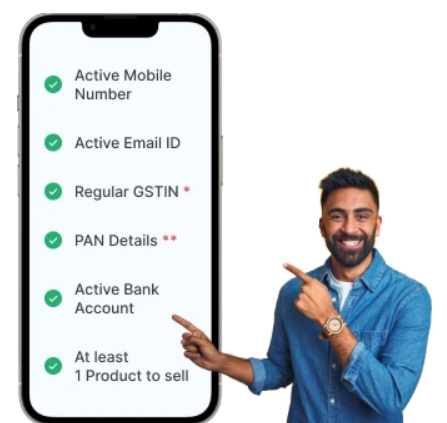 Active Mobile
Number
Active Email ID
Regular GSTIN *
PAN Details **
Active Bank
Account
At least
1 Product to sell